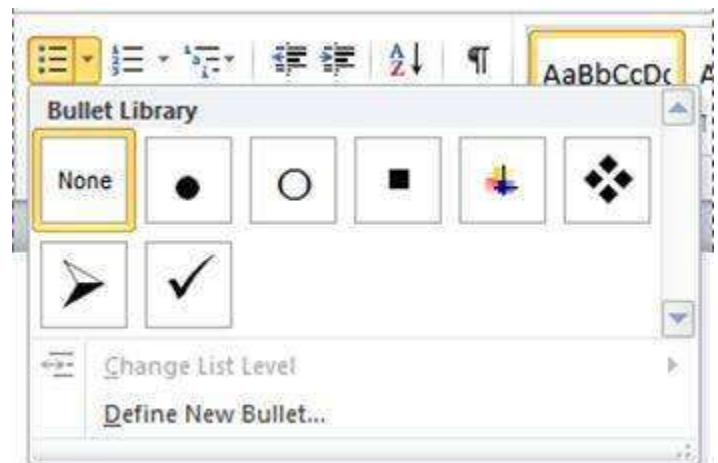 AaBbCcDc A
Bullet Library
None
Change List Level
Define New Bullet...